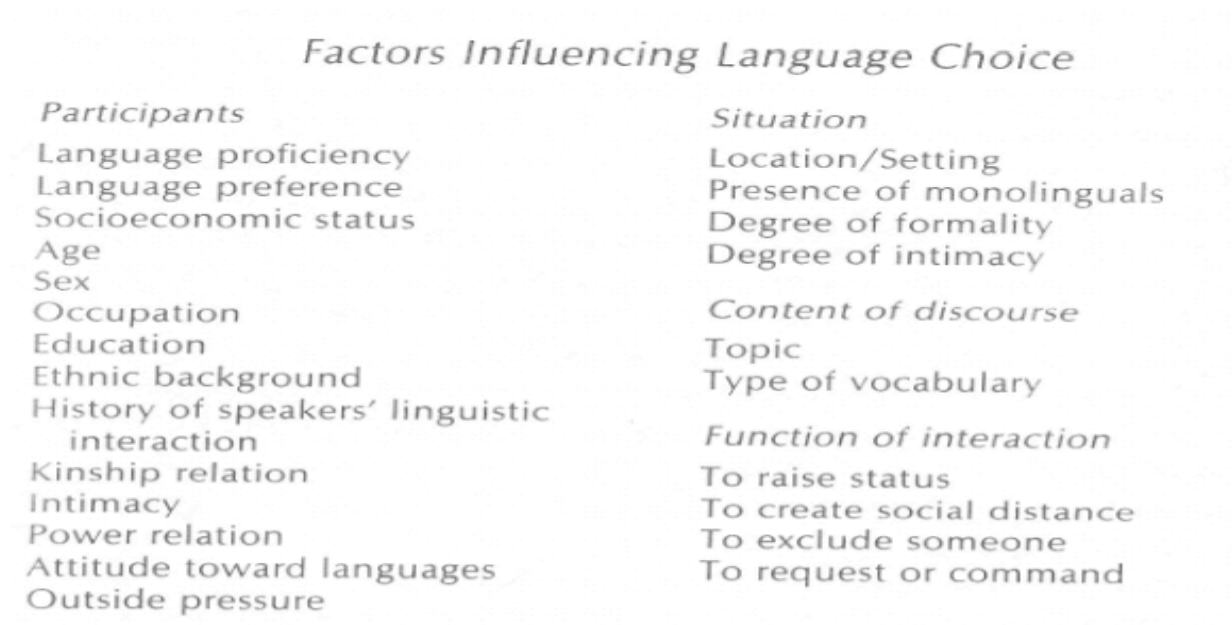 Factors Influencing Language Choice
Participants
Language proficiency
Language preference
Socioeconomic status
Age
Sex
Occupation
Education
Ethnic background
History of speakers' linguistic
interaction
Kinship relation
Intimacy
Power relation
Attitude toward languages
Outside pressure
Situation
Location/Setting
Presence of monolinguals
Degree of formality
Degree of intimacy
Content of discourse
Topic
Type of vocabulary
Function of interaction
To raise status
To create social distance
To exclude someone
To request or command